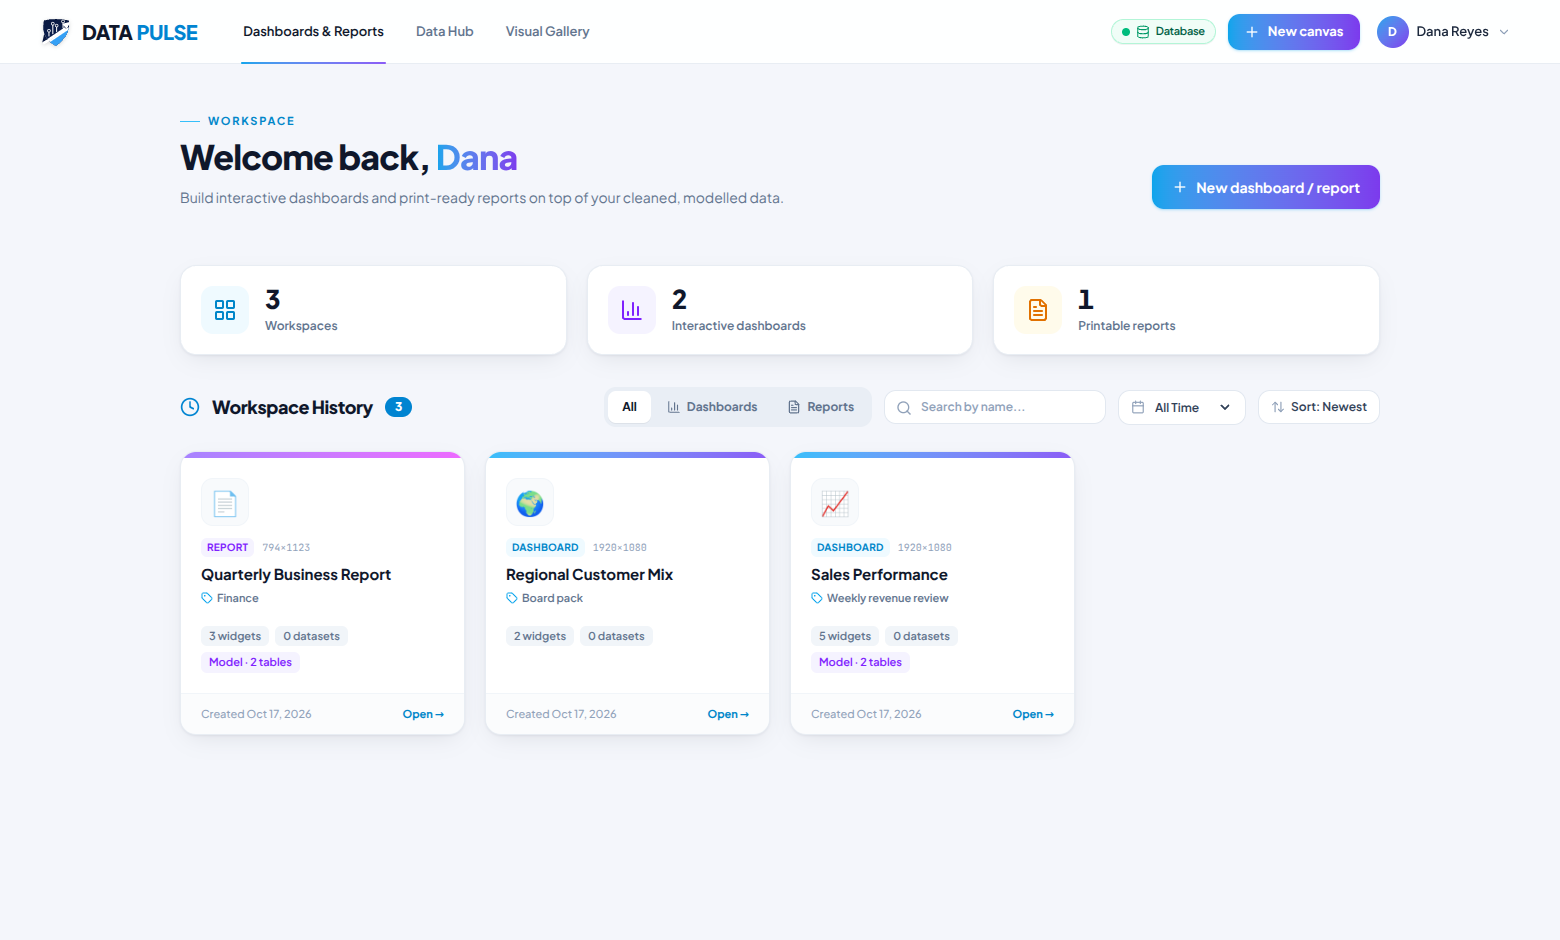 DATA PULSE
Dashboards & Reports
Data Hub
Visual Gallery
Database
New canvas
D
Dana Reyes
WORKSPACE
Welcome back, Dana
Build interactive dashboards and print-ready reports on top of your cleaned, modelled data.
New dashboard / report
3
Workspaces
2
Interactive dashboards
1
Printable reports
Workspace History
3
All
Dashboards
Reports
Search by name...
All Time
Sort: Newest
REPORT
794×1123
Quarterly Business Report
Finance
3 widgets
0 datasets
Model · 2 tables
Created Oct 17, 2026
Open →
DASHBOARD
1920×1080
Regional Customer Mix
Board pack
2 widgets
0 datasets
Created Oct 17, 2026
Open →
DASHBOARD
1920×1080
Sales Performance
Weekly revenue review
5 widgets
0 datasets
Model · 2 tables
Created Oct 17, 2026
Open →